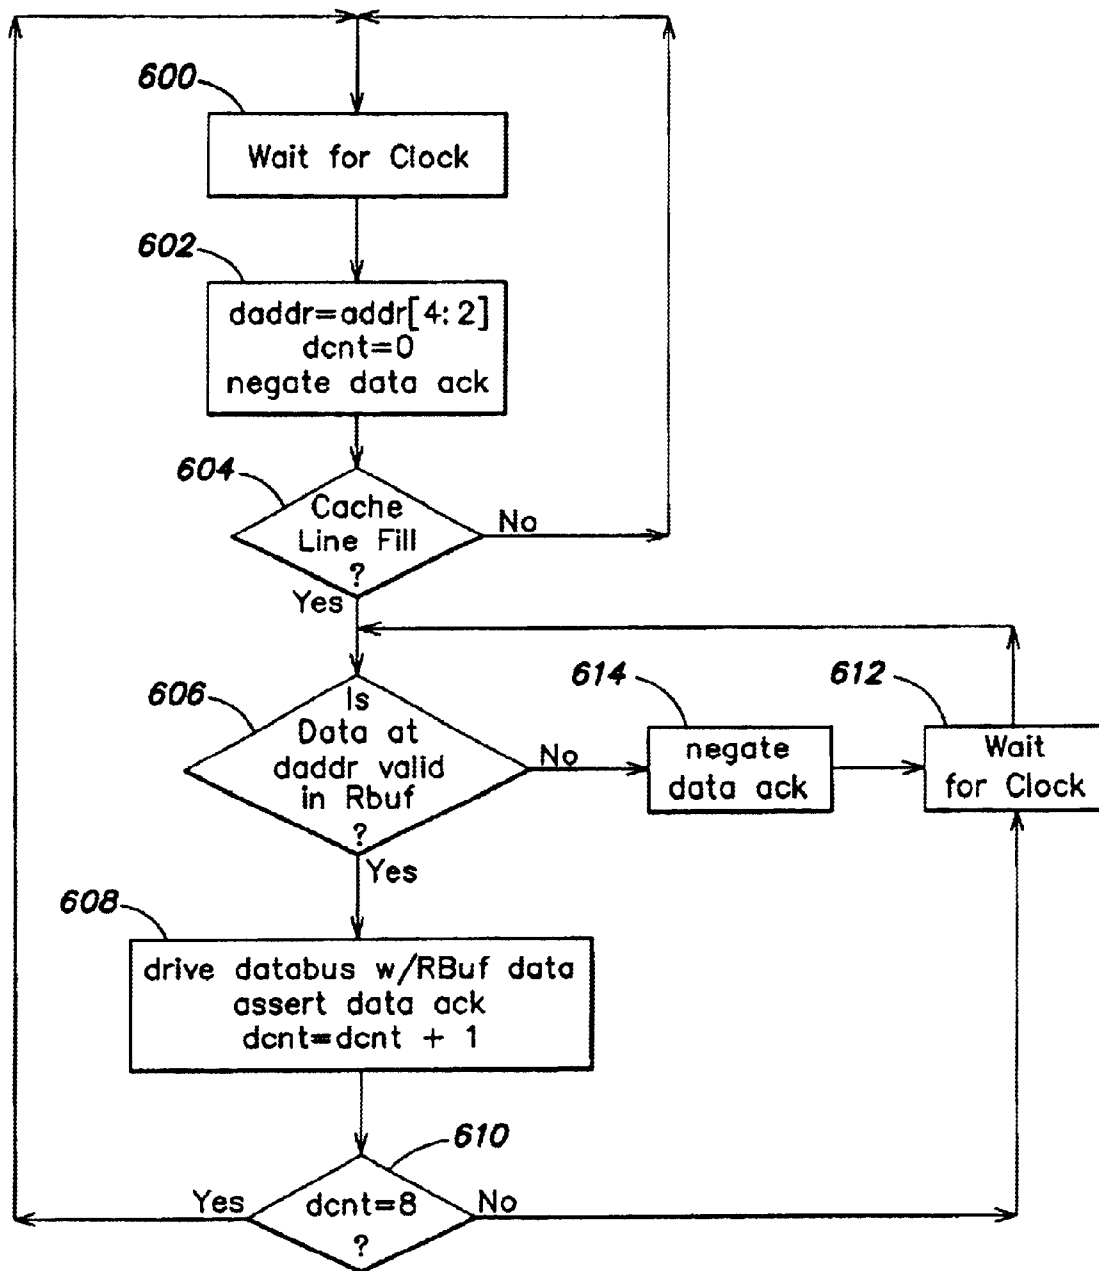 600
Wait for Clock
602
daddr=addr[4:2]
dcnt=0
negate data ack
604
Cache
Line Fill
?
No
Yes
606
Is
Data at
daddr valid
in Rbuf
?
No
Yes
614
negate
data ack
612
Wait
for Clock
608
drive databus w/RBuf data
assert data ack
dcnt=dcnt + 1
610
dcnt=8
?
Yes
No